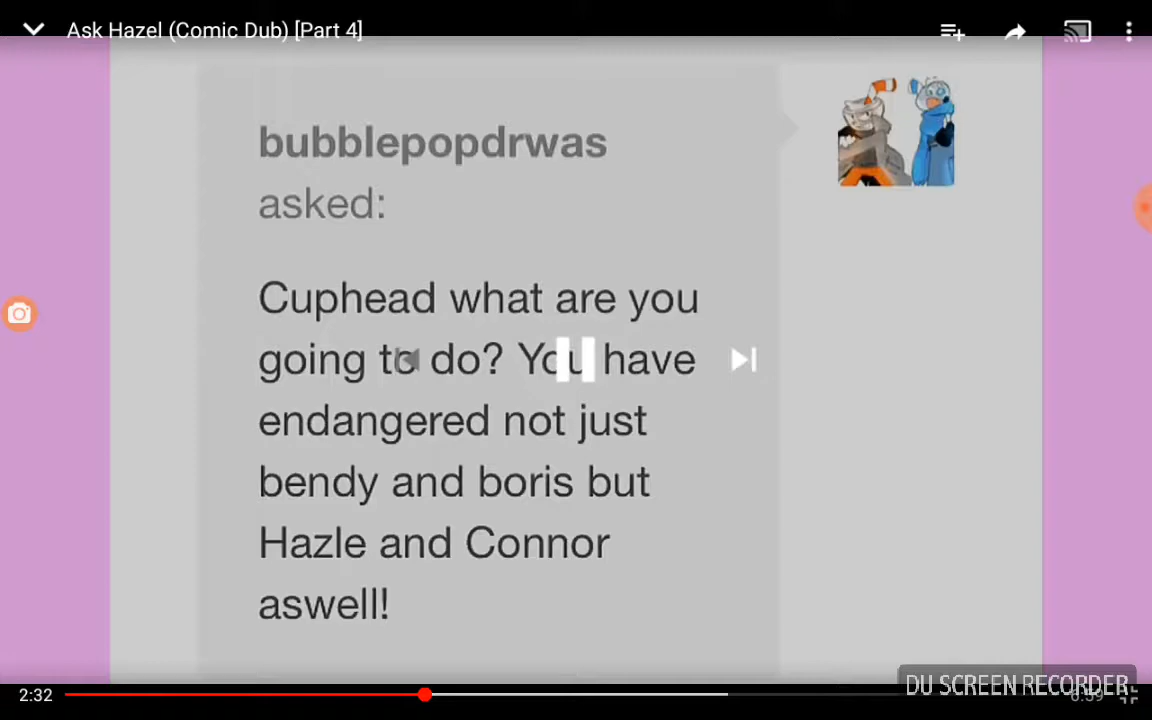 Ask Hazel (Comic Dub) [Part 4]
bubblepopdrwas
asked:
Cuphead what are you
going to do? You have
endangered not just
bendy and boris but
Hazle and Connor
aswell!
2:32
DU SCREEN RECORDER